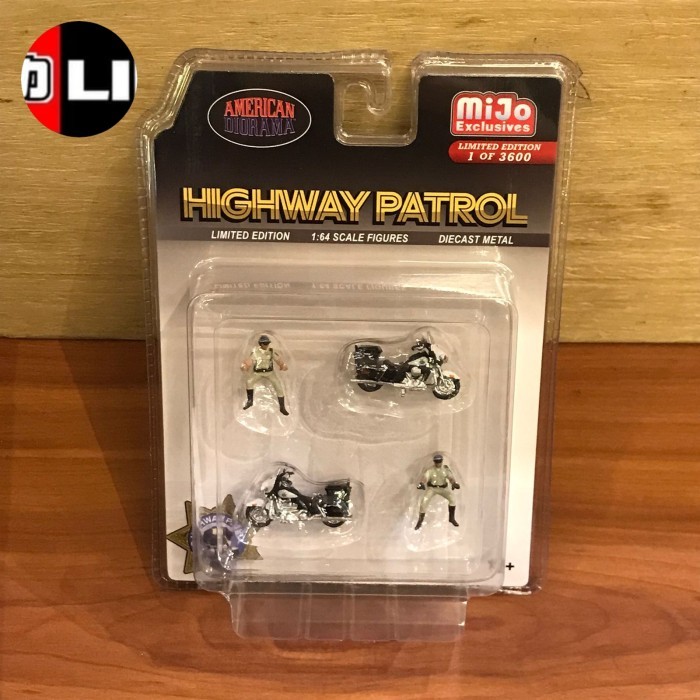 LI
AMERICAN
DIORAMA
MiJo
Exclusives
LIMITED EDITION
1 OF 3600
HIGHWAY PATROL
LIMITED EDITION 1:64 SCALE FIGURES DIECAST METAL
+